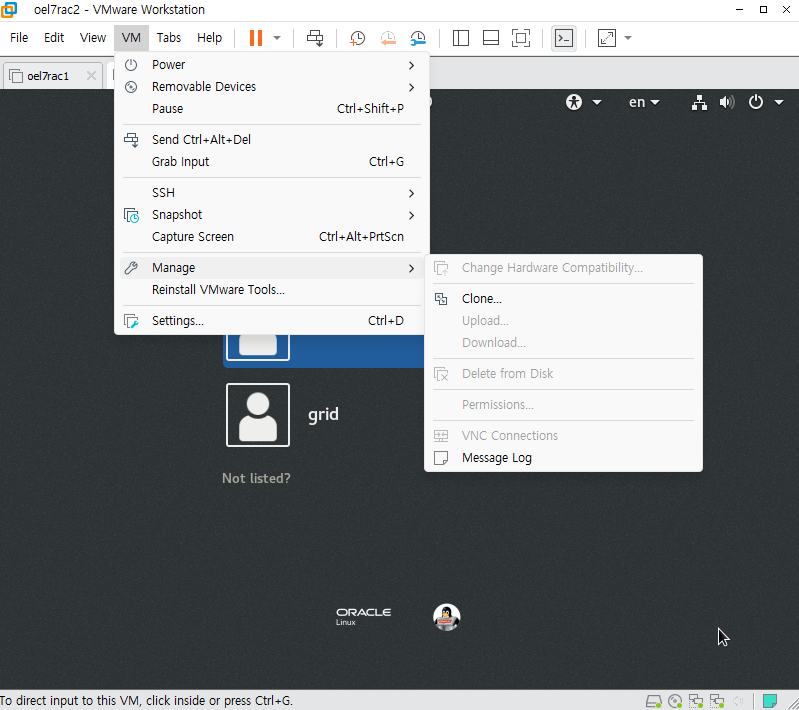 oel7rac2 - VMware Workstation
File Edit View VM Tabs Help
oel7rac1
Power
Removable Devices
Pause Ctrl+Shift+P
en
Send Ctrl+Alt+Del
Grab Input Ctrl+G
SSH
Snapshot
Capture Screen Ctrl+Alt+PrtScn
Manage
Reinstall VMware Tools...
Settings... Ctrl+D
Change Hardware Compatibility...
Clone...
Upload...
Download...
Delete from Disk
Permissions...
VNC Connections
Message Log
grid
Not listed?
ORACLE
Linux
To direct input to this VM, click inside or press Ctrl+G.